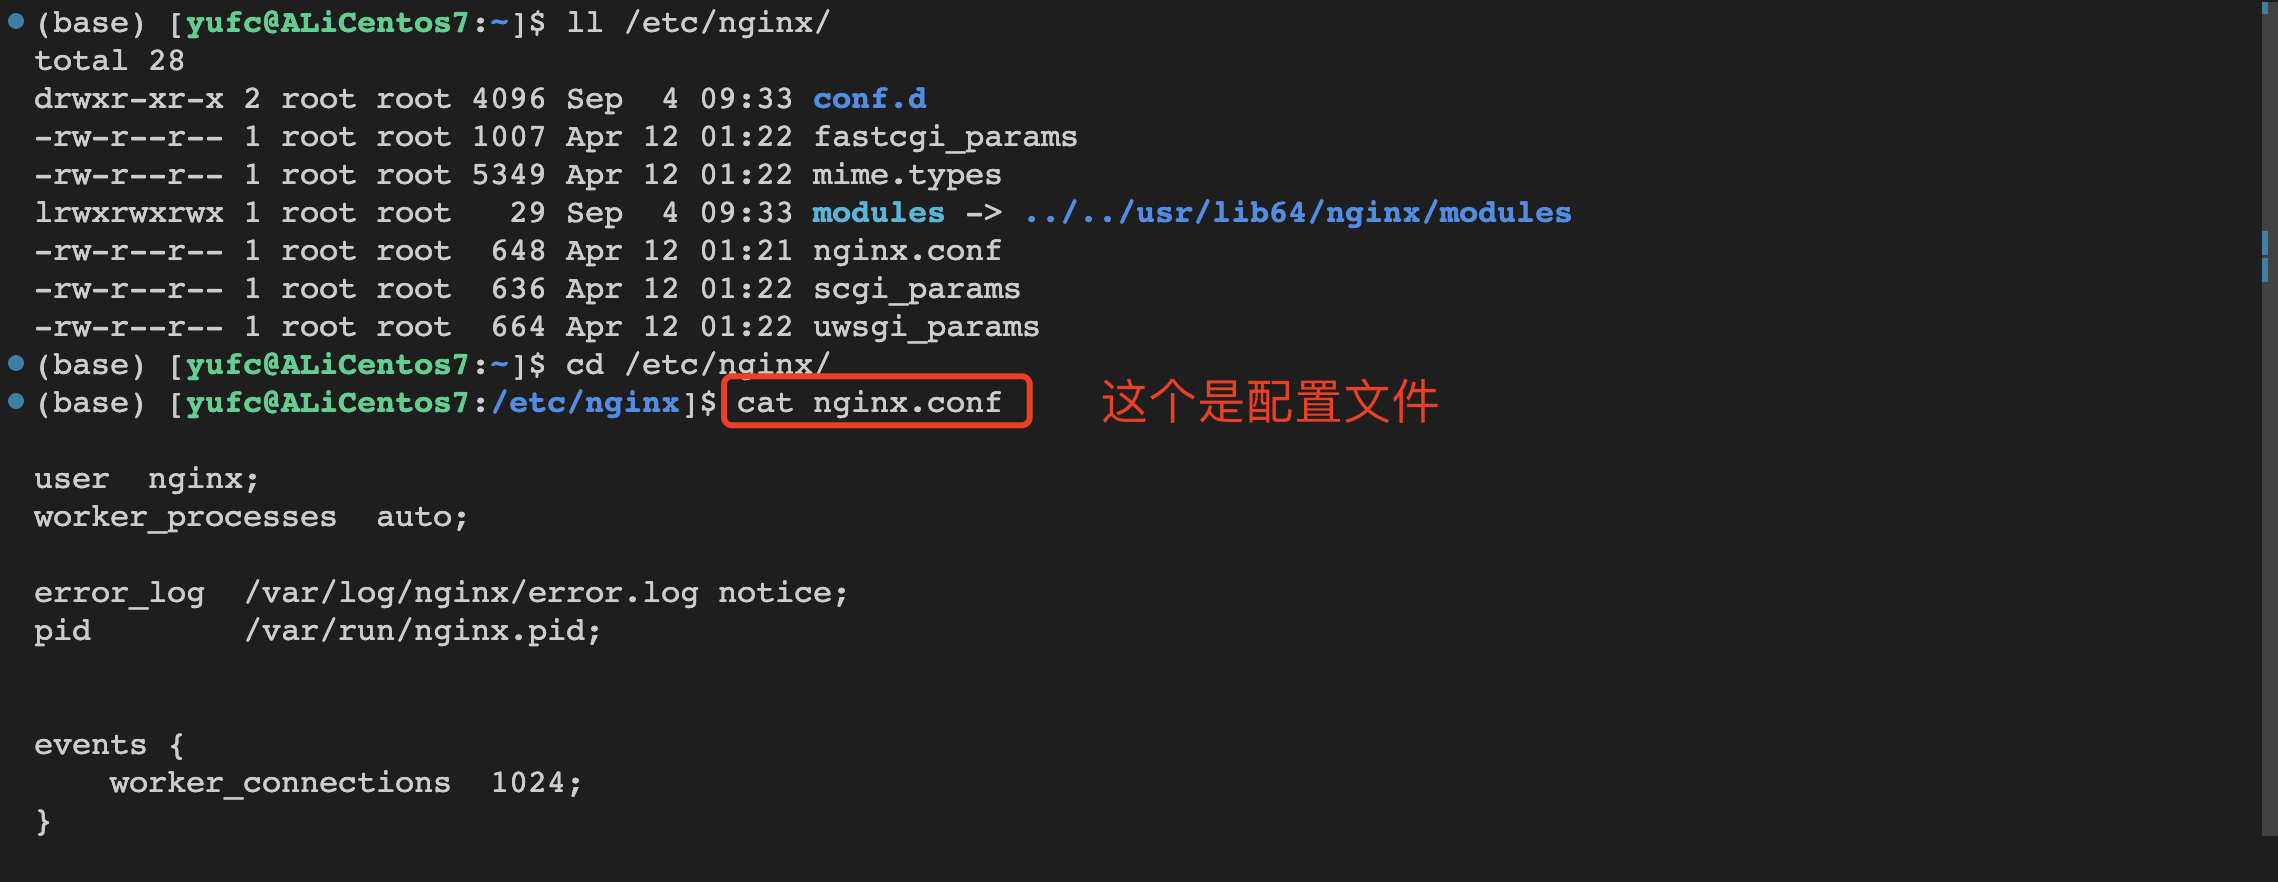 (base) [yufc@ALiCentos7:~]$ ll /etc/nginx/
total 28
drwxr-xr-x 2 root root 4096 Sep  4 09:33 conf.d
-rw-r--r-- 1 root root 1007 Apr 12 01:22 fastcgi_params
-rw-r--r-- 1 root root 5349 Apr 12 01:22 mime.types
lrwxrwxrwx 1 root root   29 Sep  4 09:33 modules -> ../../usr/lib64/nginx/modules
-rw-r--r-- 1 root root  648 Apr 12 01:21 nginx.conf
-rw-r--r-- 1 root root  636 Apr 12 01:22 scgi_params
-rw-r--r-- 1 root root  664 Apr 12 01:22 uwsgi_params
(base) [yufc@ALiCentos7:~]$ cd /etc/nginx/
(base) [yufc@ALiCentos7:/etc/nginx]$ cat nginx.conf 这个是配置文件
user  nginx;
worker_processes  auto;
error_log  /var/log/nginx/error.log notice;
pid        /var/run/nginx.pid;
events {
    worker_connections  1024;
}